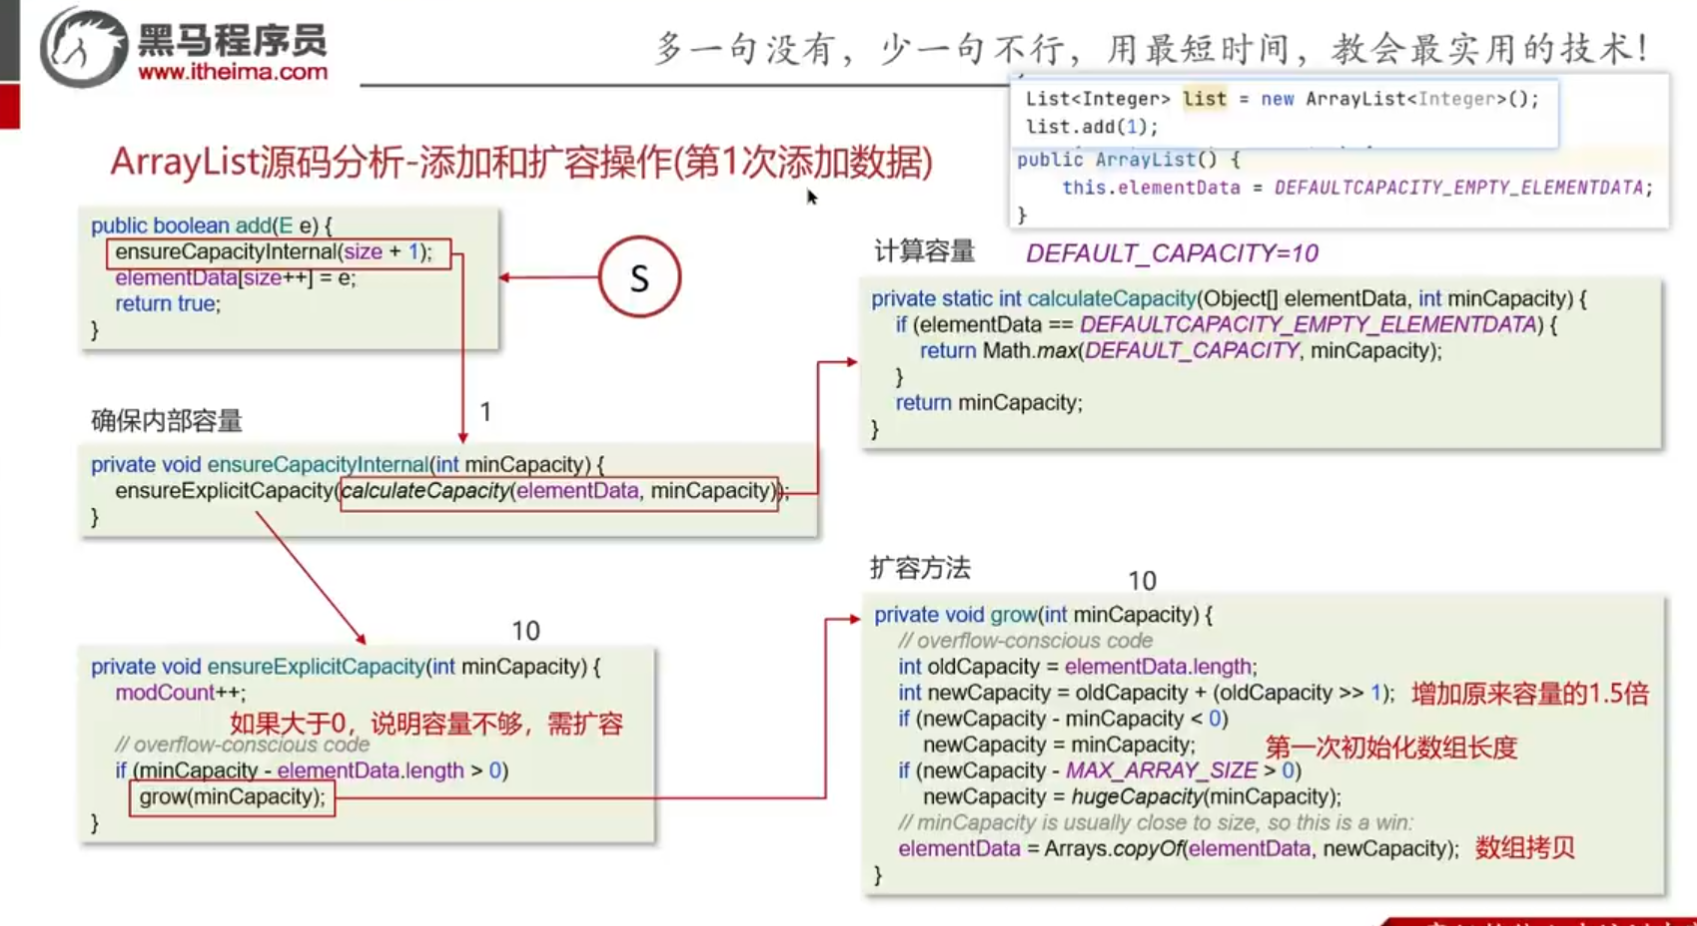 黑马程序员
www.itheima.com
多一句没有，少一句不行，用最短时间，教会最实用的技术！
List<Integer> list = new ArrayList<Integer>();
list.add(1);
public ArrayList() {
this.elementData = DEFAULTCAPACITY_EMPTY_ELEMENTDATA;
}
ArrayList源码分析-添加和扩容操作(第1次添加数据)
public boolean add(E e) {
ensureCapacityInternal(size + 1);
elementData[size++] = e;
return true;
}
S
计算容量
DEFAULT_CAPACITY=10
private static int calculateCapacity(Object[] elementData, int minCapacity) {
if (elementData == DEFAULTCAPACITY_EMPTY_ELEMENTDATA) {
return Math.max(DEFAULT_CAPACITY, minCapacity);
}
return minCapacity;
}
确保内部容量
1
private void ensureCapacityInternal(int minCapacity) {
ensureExplicitCapacity(calculateCapacity(elementData, minCapacity));
}
10
private void ensureExplicitCapacity(int minCapacity) {
modCount++;
如果大于0，说明容量不够，需扩容
// overflow-conscious code
if (minCapacity - elementData.length > 0)
grow(minCapacity);
}
扩容方法
10
private void grow(int minCapacity) {
// overflow-conscious code
int oldCapacity = elementData.length;
int newCapacity = oldCapacity + (oldCapacity >> 1); 增加原来容量的1.5倍
if (newCapacity - minCapacity < 0)
newCapacity = minCapacity; 第一次初始化数组长度
if (newCapacity - MAX_ARRAY_SIZE > 0)
newCapacity = hugeCapacity(minCapacity);
// minCapacity is usually close to size, so this is a win:
elementData = Arrays.copyOf(elementData, newCapacity); 数组拷贝
}